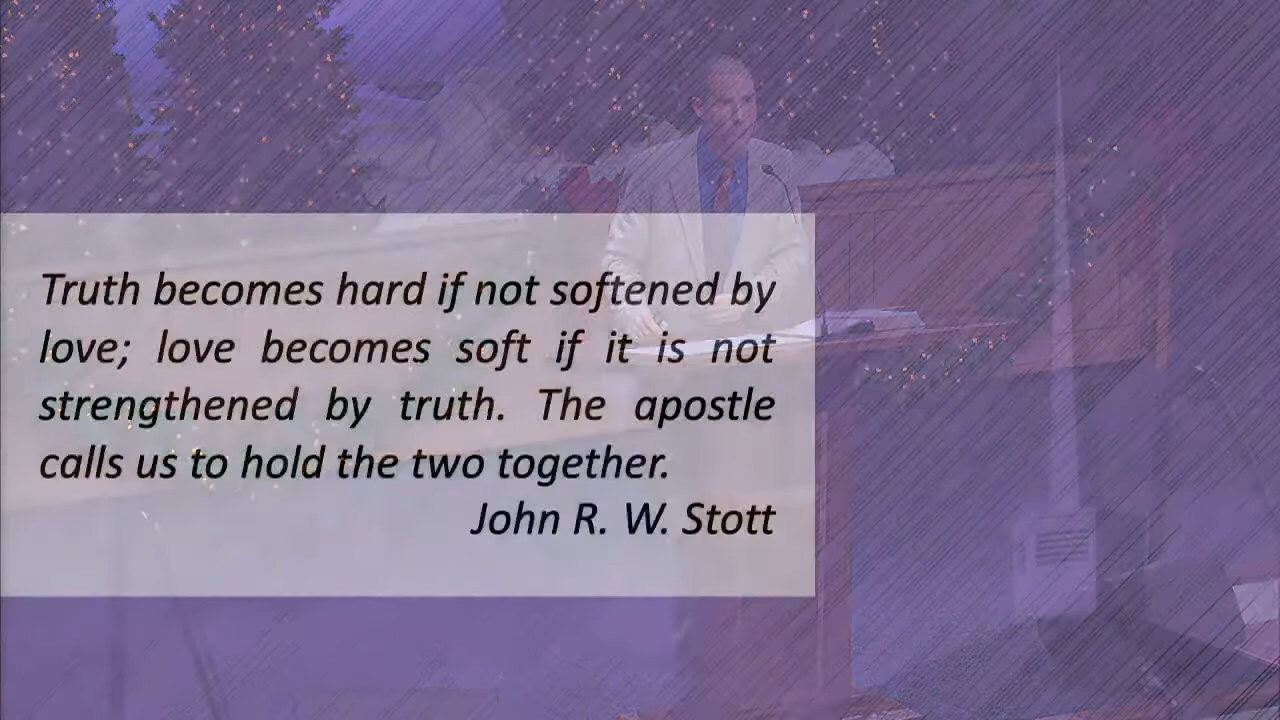 Truth becomes hard if not softened by
love; love becomes soft if it is not
strengthened by truth. The apostle
calls us to hold the two together.
John R. W. Stott